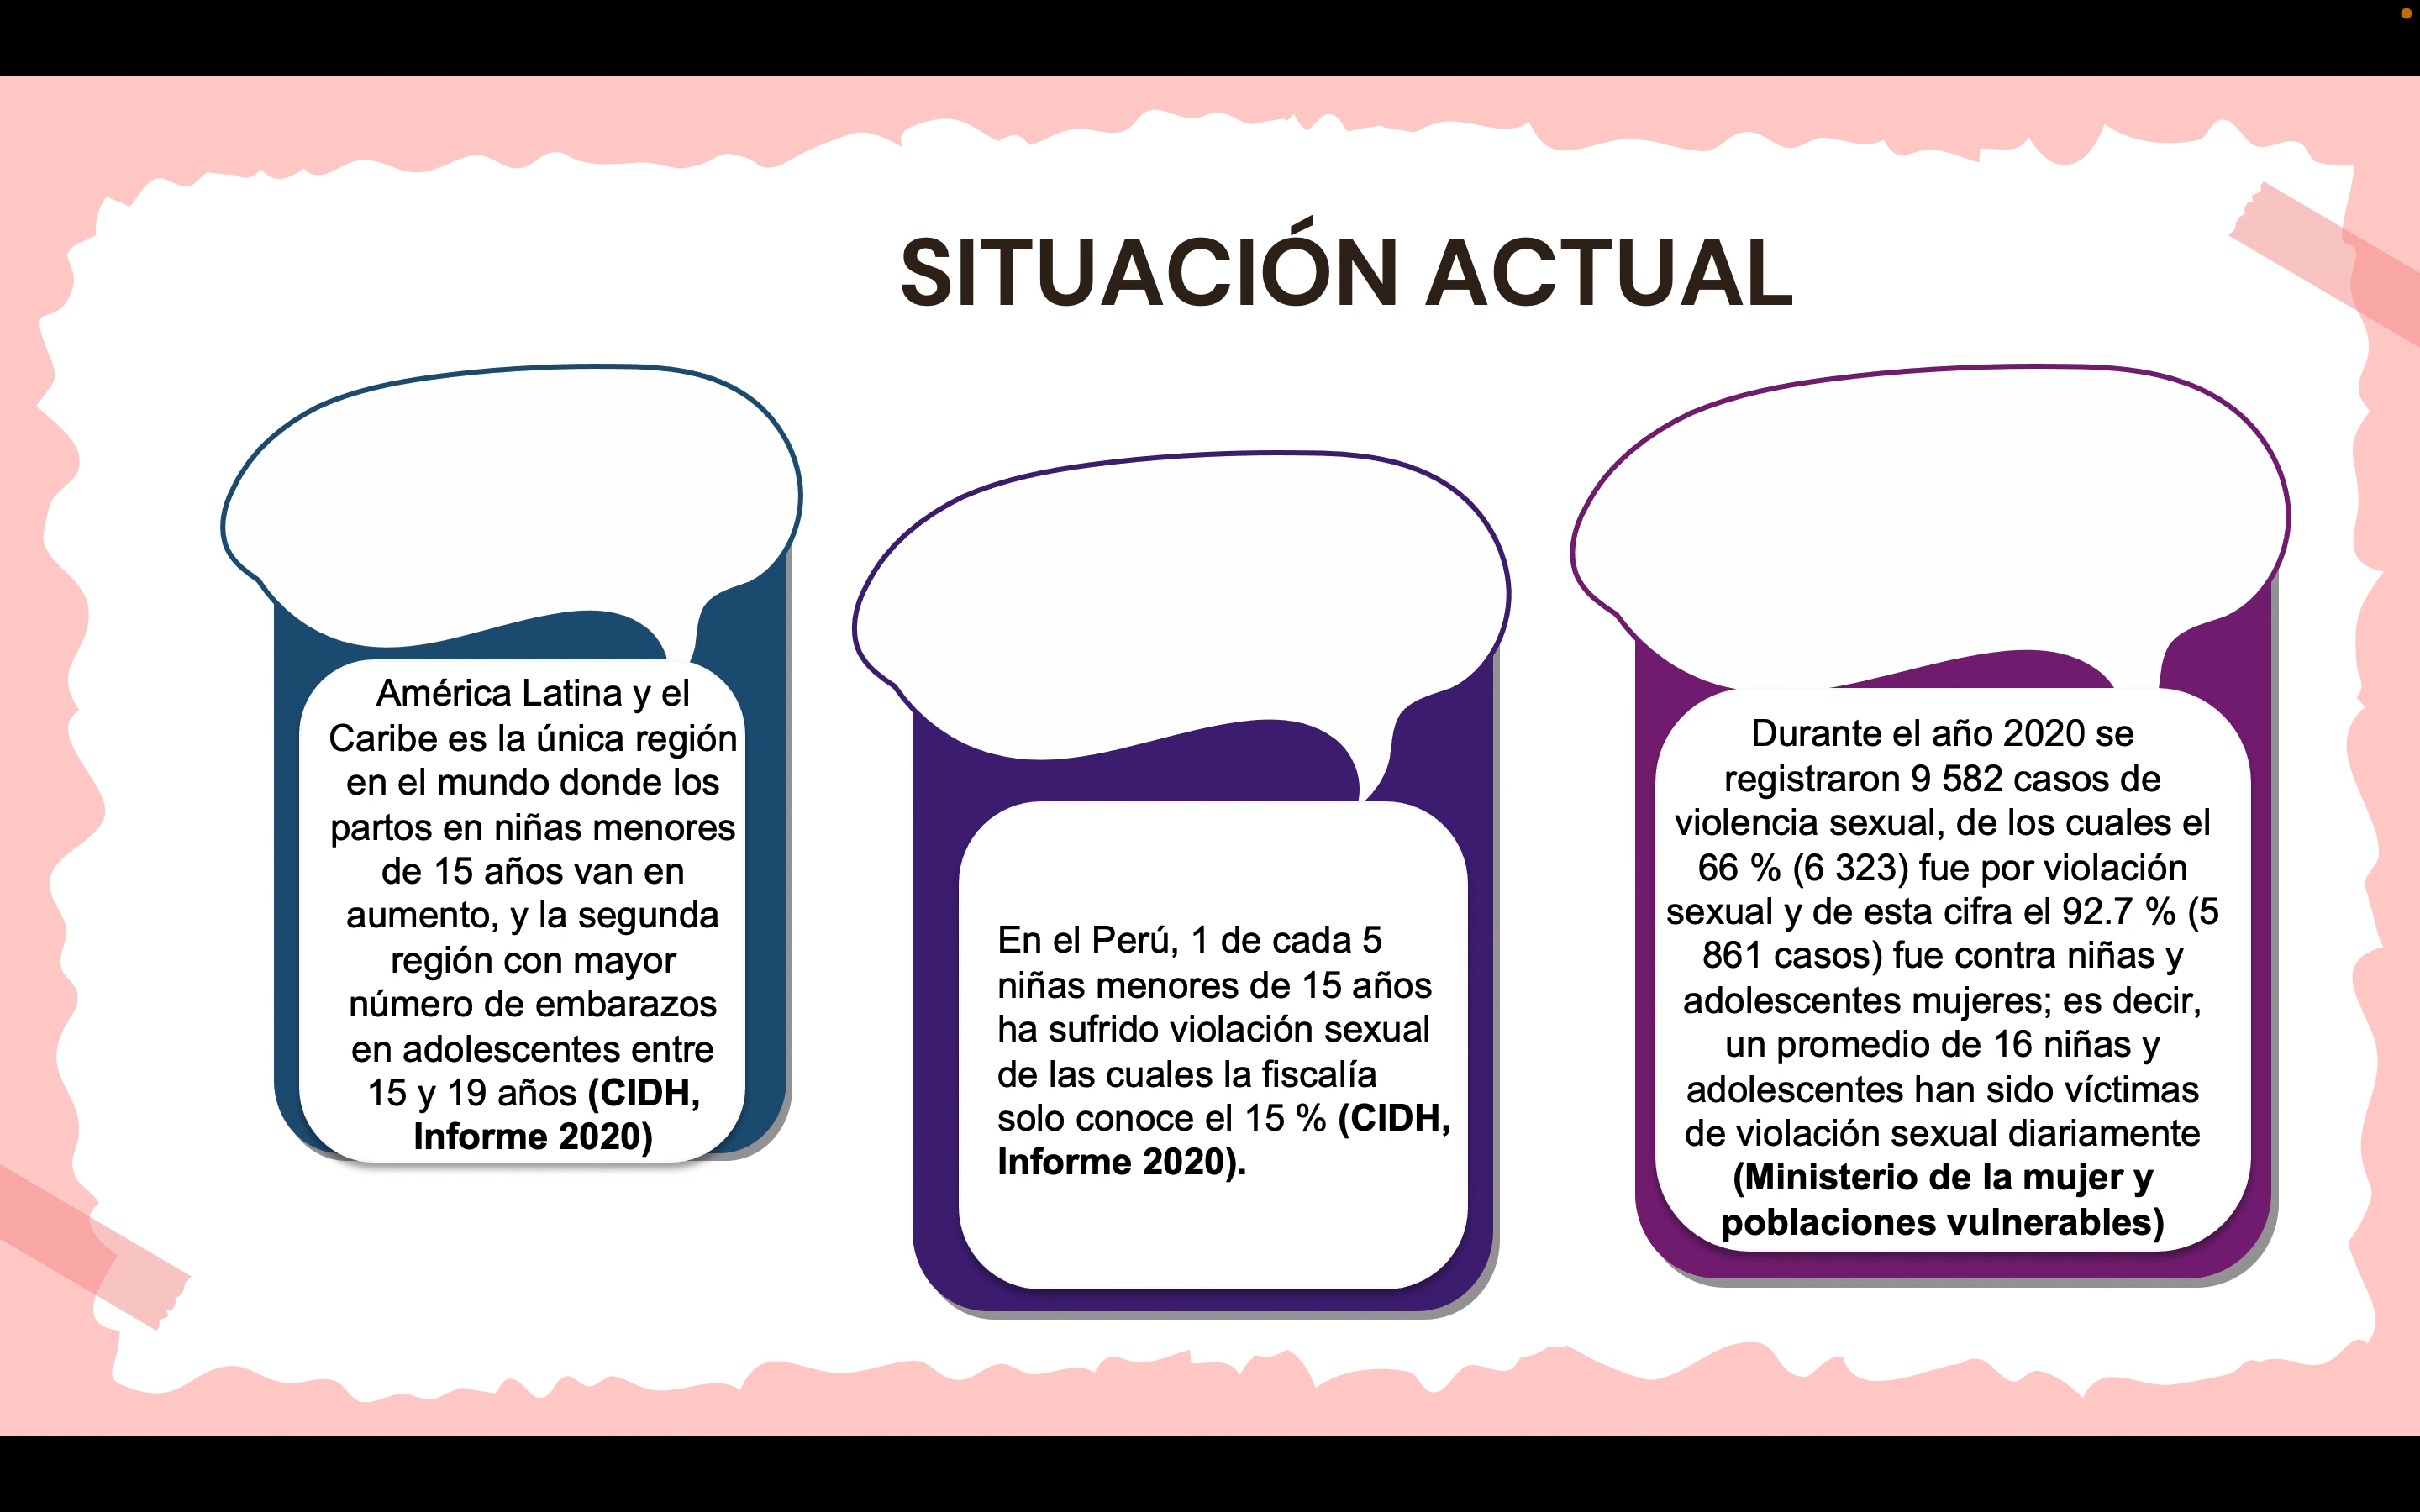 SITUACIÓN ACTUAL
América Latina y el
Caribe es la única región
en el mundo donde los
partos en niñas menores
de 15 años van en
aumento, y la segunda
región con mayor
número de embarazos
en adolescentes entre
15 y 19 años (CIDH,
Informe 2020)
En el Perú, 1 de cada 5
niñas menores de 15 años
ha sufrido violación sexual
de las cuales la fiscalía
solo conoce el 15 % (CIDH,
Informe 2020).
Durante el año 2020 se
registraron 9 582 casos de
violencia sexual, de los cuales el
66 % (6 323) fue por violación
sexual y de esta cifra el 92.7 % (5
861 casos) fue contra niñas y
adolescentes mujeres; es decir,
un promedio de 16 niñas y
adolescentes han sido víctimas
de violación sexual diariamente
(Ministerio de la mujer y
poblaciones vulnerables)